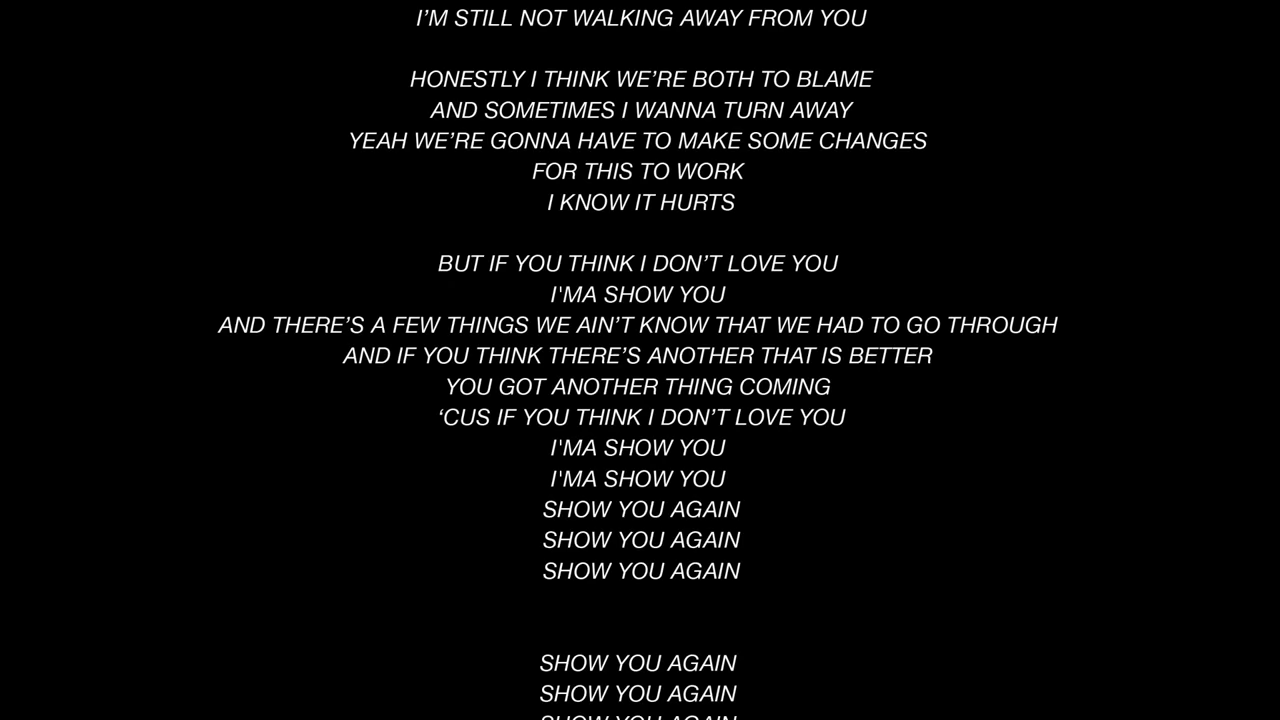 I’M STILL NOT WALKING AWAY FROM YOU
HONESTLY I THINK WE’RE BOTH TO BLAME
AND SOMETIMES I WANNA TURN AWAY
YEAH WE’RE GONNA HAVE TO MAKE SOME CHANGES
FOR THIS TO WORK
I KNOW IT HURTS
BUT IF YOU THINK I DON’T LOVE YOU
I'MA SHOW YOU
AND THERE’S A FEW THINGS WE AIN’T KNOW THAT WE HAD TO GO THROUGH
AND IF YOU THINK THERE’S ANOTHER THAT IS BETTER
YOU GOT ANOTHER THING COMING
‘CUS IF YOU THINK I DON’T LOVE YOU
I'MA SHOW YOU
I'MA SHOW YOU
SHOW YOU AGAIN
SHOW YOU AGAIN
SHOW YOU AGAIN
SHOW YOU AGAIN
SHOW YOU AGAIN
SHOW YOU AGAIN